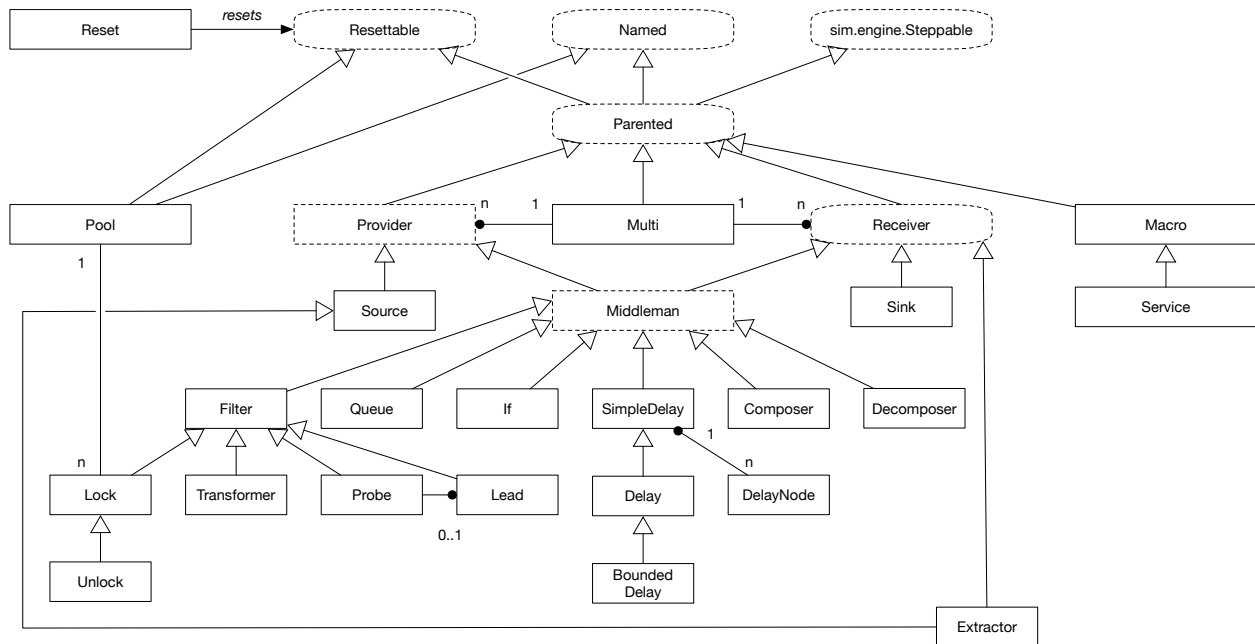 resets
Reset
Resettable
Named
sim.engine.Steppable
Parented
n
1
1
n
Pool
Provider
Multi
Receiver
Macro
1
Source
Middleman
Sink
Service
Filter
Queue
If
SimpleDelay
Composer
Decomposer
1
n
n
Lock
Transformer
Probe
Lead
Delay
DelayNode
0..1
Unlock
Bounded
Delay
Extractor